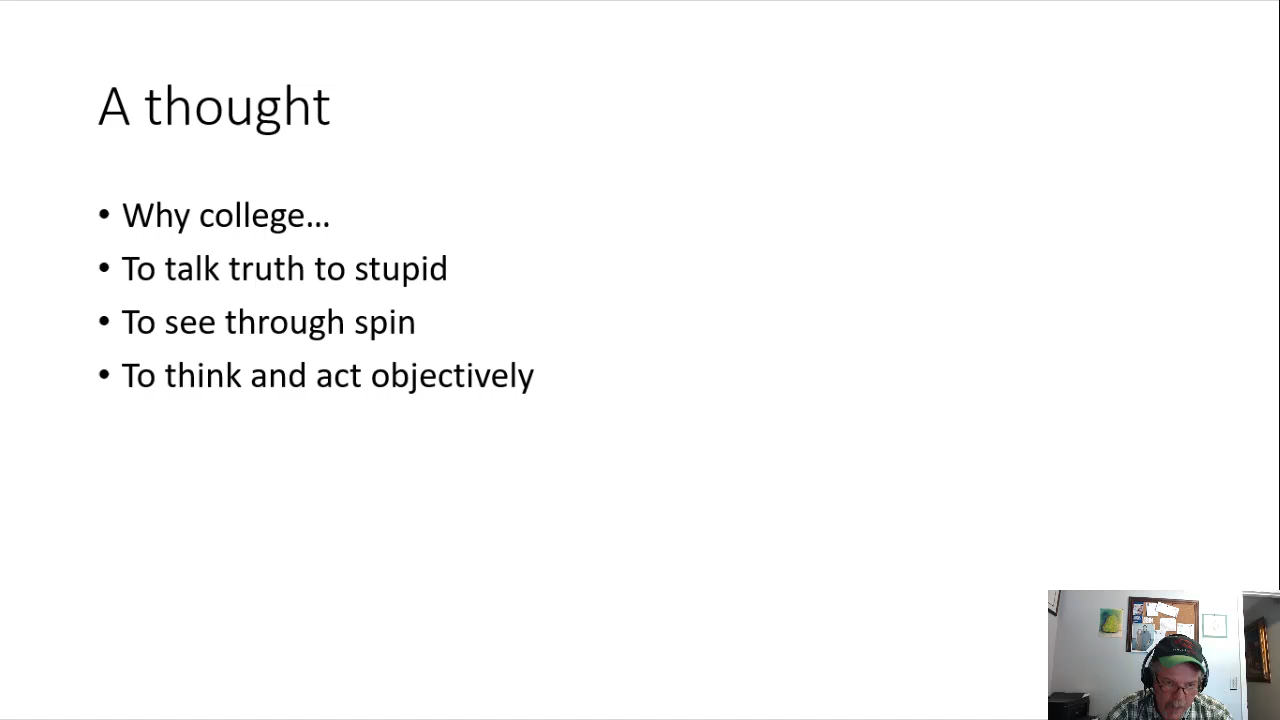 A thought
• Why college...
• To talk truth to stupid
• To see through spin
• To think and act objectively